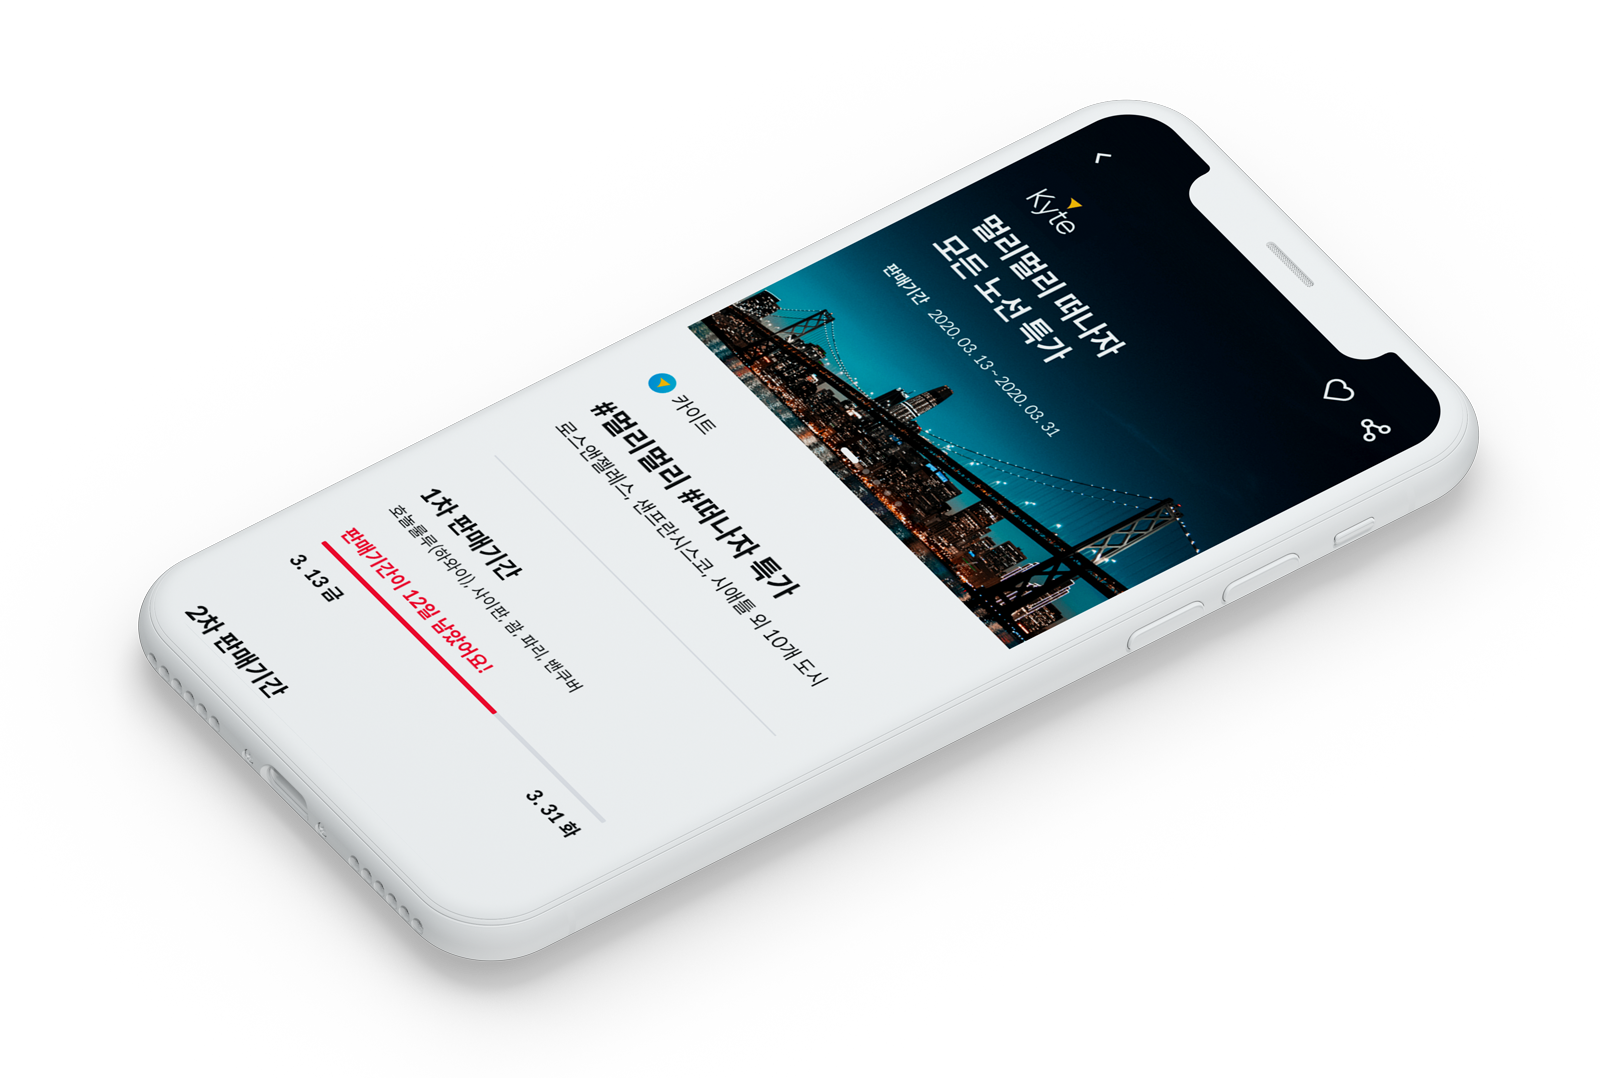 Kyte
멀리멀리 떠나자
모든 노선 특가
판매기간 2020. 03. 13 ~ 2020. 03. 31
카이트
#멀리멀리 #떠나자 특가
로스앤젤레스, 샌프란시스코, 시애틀 외 10개 도시
1차 판매기간
호놀룰루(하와이), 사이판, 괌, 파리, 밴쿠버
판매기간이 12일 남았어요!
3. 13 금
3. 31 화
2차 판매기간